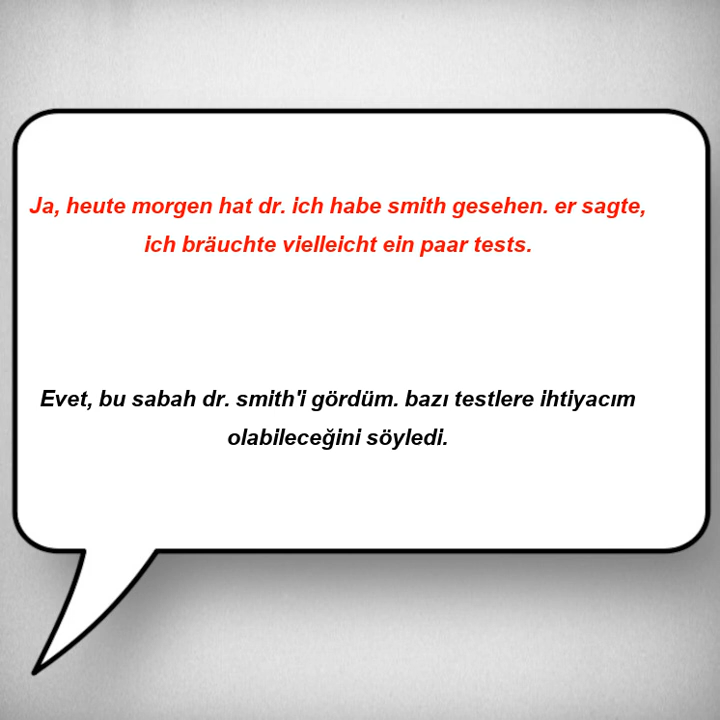 Ja, heute morgen hat dr. ich habe smith gesehen. er sagte,
ich bräuchte vielleicht ein paar tests.
Evet, bu sabah dr. smith'i gördüm. bazı testlere ihtiyacım
olabileceğini söyledi.